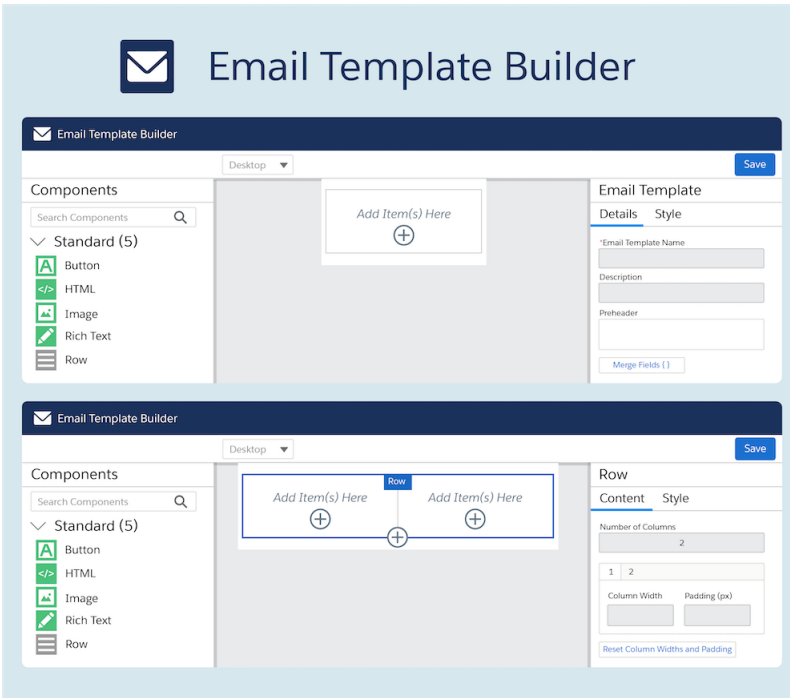 Email Template Builder
Email Template Builder
Desktop
Save
Components
Search Components
Standard (5)
Button
HTML
Image
Rich Text
Row
Add Item(s) Here
Email Template
Details Style
*Email Template Name
Description
Preheader
Merge Fields { }
Email Template Builder
Desktop
Save
Components
Search Components
Standard (5)
A Button
</> HTML
Image
Rich Text
Row
Row
Add Item(s) Here Add Item(s) Here
Row
Content Style
Number of Columns
2
1 2
Column Width Padding (px)
Reset Column Widths and Padding